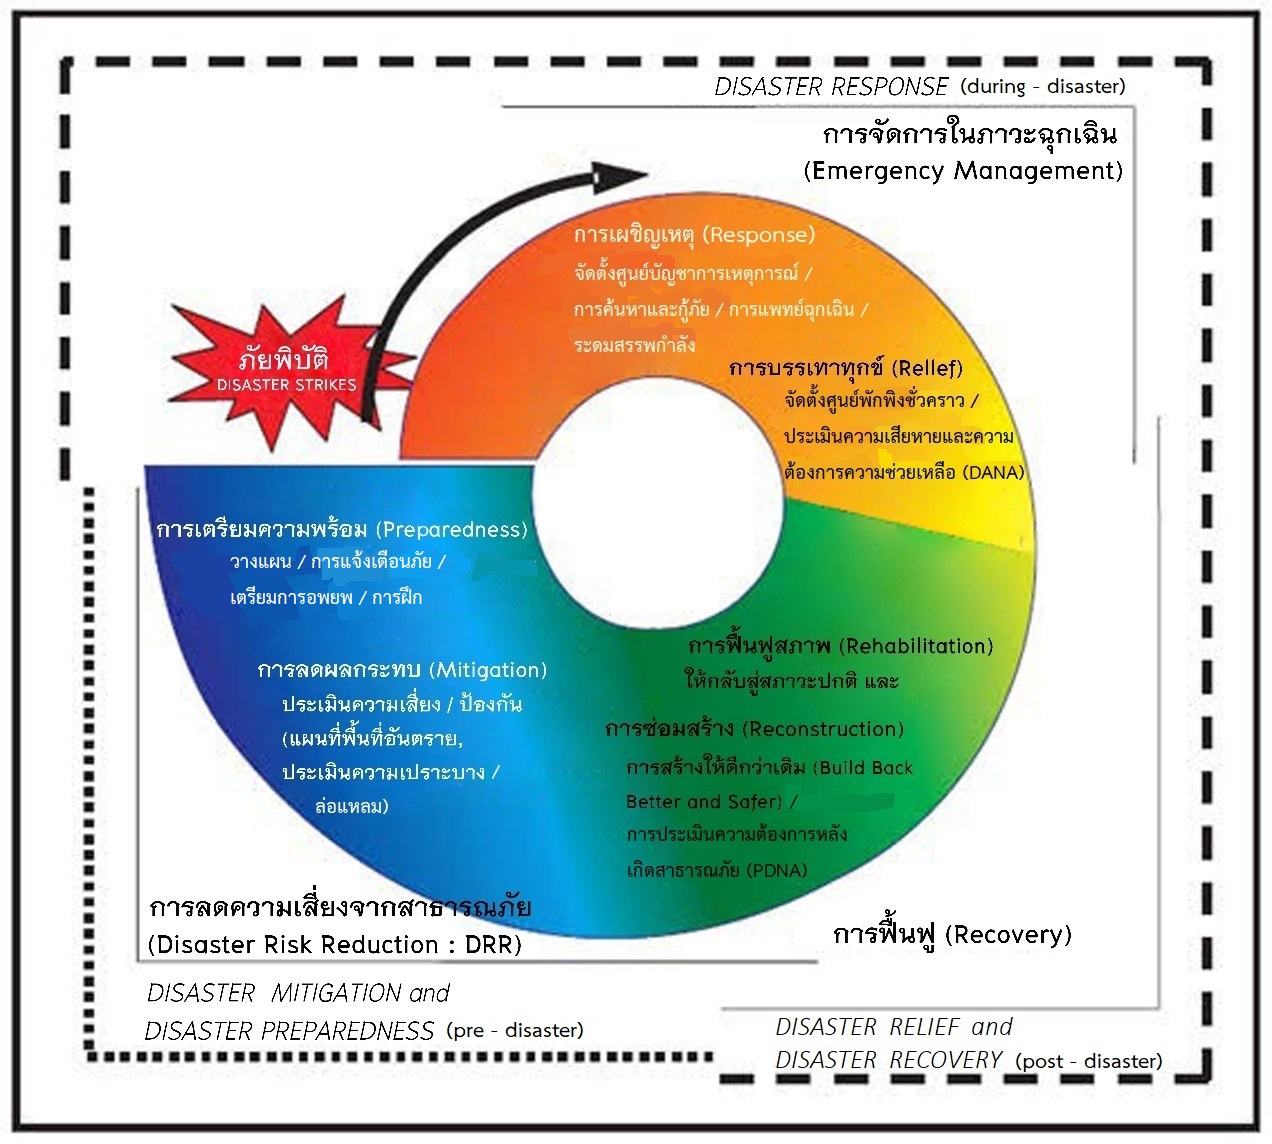 DISASTER RESPONSE (during - disaster)
การจัดการในภาวะฉุกเฉิน
(Emergency Management)
การเผชิญเหตุ (Response)
จัดตั้งศูนย์บัญชาการเหตุการณ์ /
การค้นหาและกู้ภัย / การแพทย์ฉุกเฉิน /
ระดมสรรพกำลัง
ภัยพิบัติ
DISASTER STRIKES
การบรรเทาทุกข์ (Rellef)
จัดตั้งศูนย์พักพิงชั่วคราว /
ประเมินความเสียหายและความ
ต้องการความช่วยเหลือ (DANA)
การเตรียมความพร้อม (Preparedness)
วางแผน / การแจ้งเตือนภัย /
เตรียมการอพยพ / การฝึก
การลดผลกระทบ (Mitigation)
ประเมินความเสี่ยง / ป้องกัน
(แผนที่พื้นที่อันตราย,
ประเมินความเปราะบาง /
ล่อแหลม)
การฟื้นฟูสภาพ (Rehabilitation)
ให้กลับสู่สภาวะปกติ และ
การซ่อมสร้าง (Reconstruction)
การสร้างให้ดีกว่าเดิม (Build Back
Better and Safer) /
การประเมินความต้องการหลัง
เกิดสาธารณภัย (PDNA)
การลดความเสี่ยงจากสาธารณภัย
(Disaster Risk Reduction : DRR)
การฟื้นฟู (Recovery)
DISASTER MITIGATION and
DISASTER PREPAREDNESS (pre - disaster)
DISASTER RELIEF and
DISASTER RECOVERY (post - disaster)